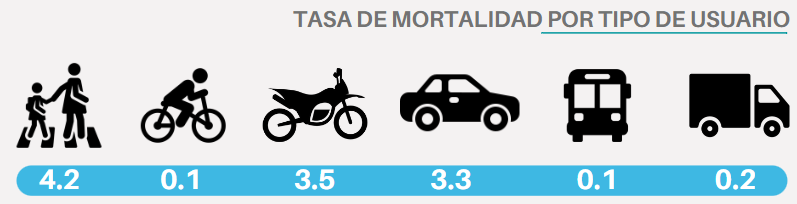 TASA DE MORTALIDAD POR TIPO DE USUARIO
4.2 0.1 3.5 3.3 0.1 0.2